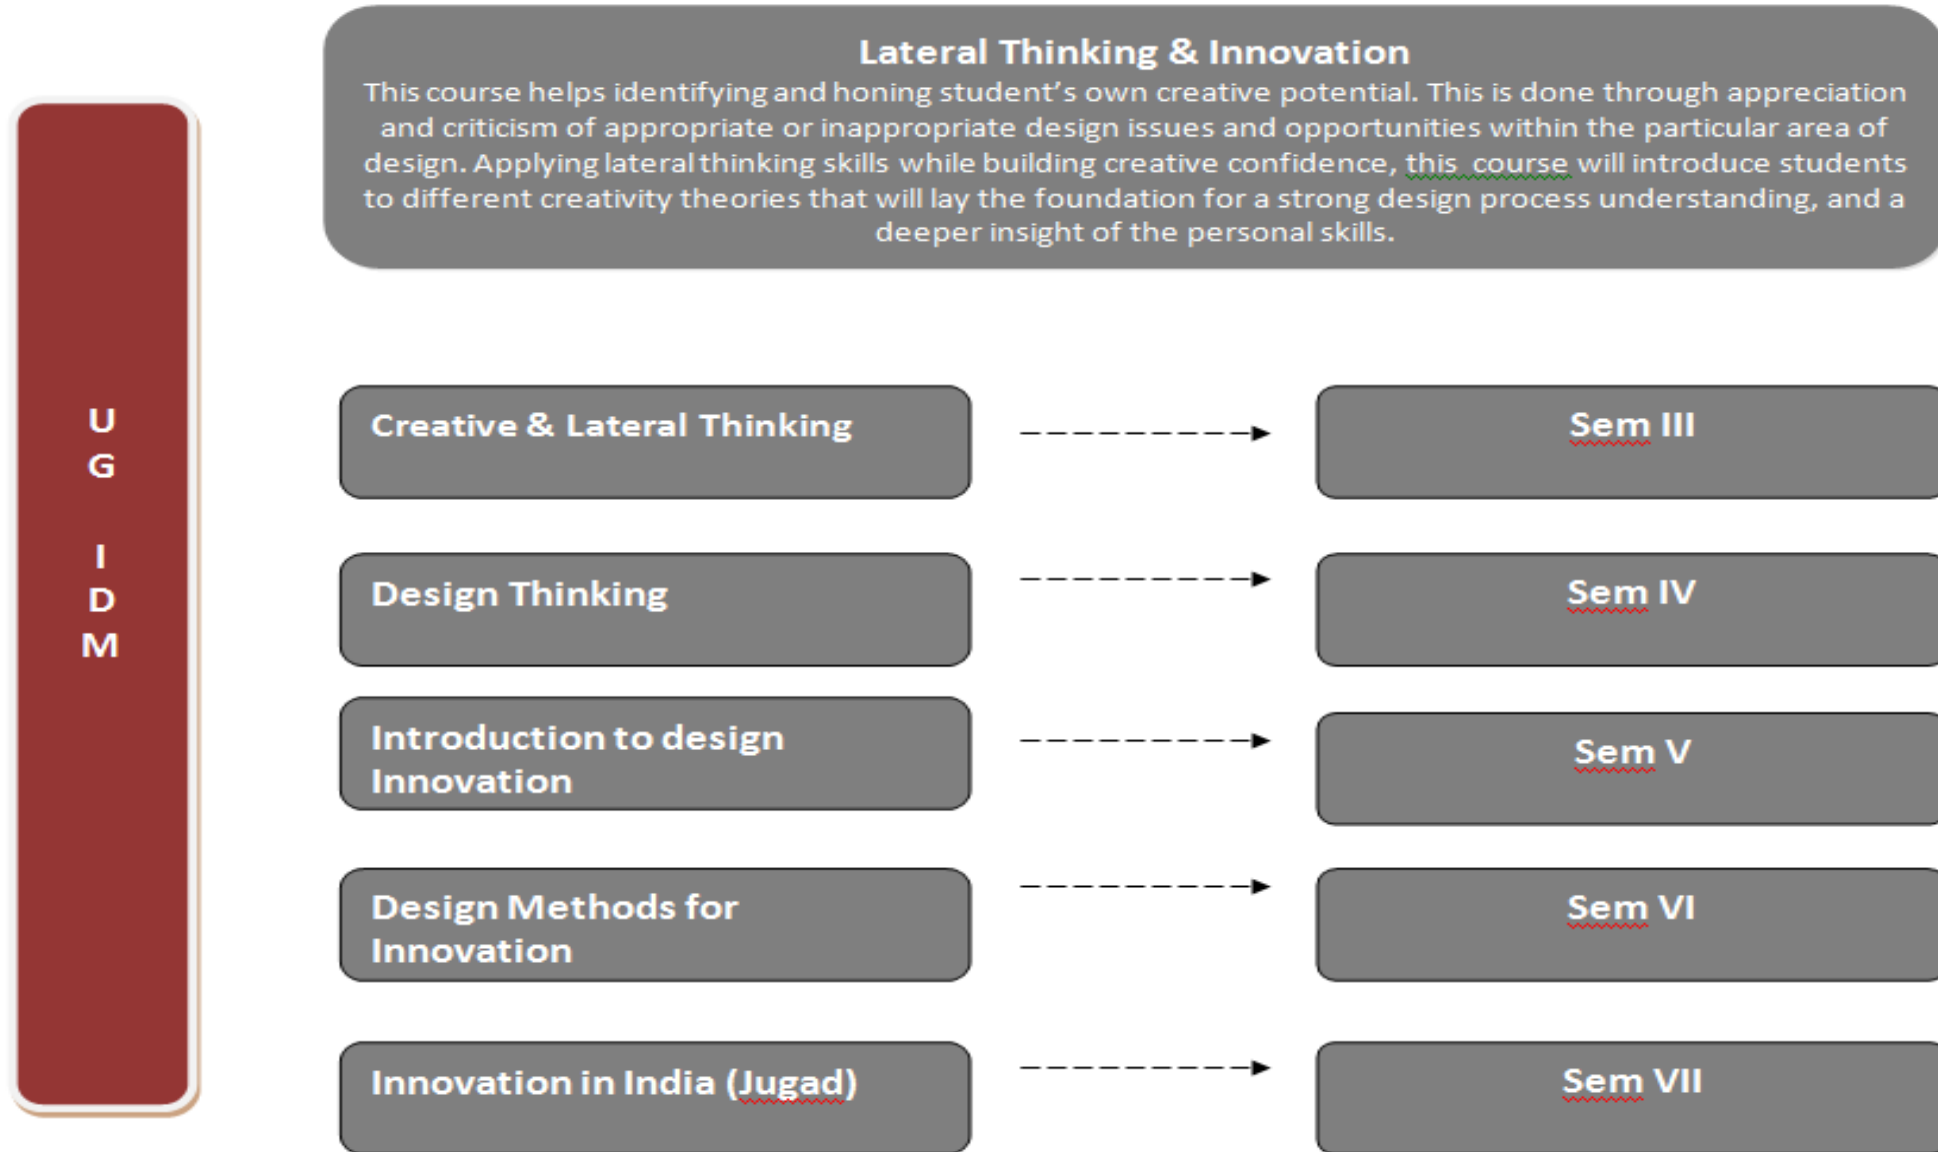 Lateral Thinking & Innovation
This course helps identifying and honing student’s own creative potential. This is done through appreciation
and criticism of appropriate or inappropriate design issues and opportunities within the particular area of
design. Applying lateral thinking skills while building creative confidence, this course will introduce students
to different creativity theories that will lay the foundation for a strong design process understanding, and a
deeper insight of the personal skills.
U
G
I
D
M
Creative & Lateral Thinking
Sem III
Design Thinking
Sem IV
Introduction to design
Innovation
Sem V
Design Methods for
Innovation
Sem VI
Innovation in India (Jugad)
Sem VII